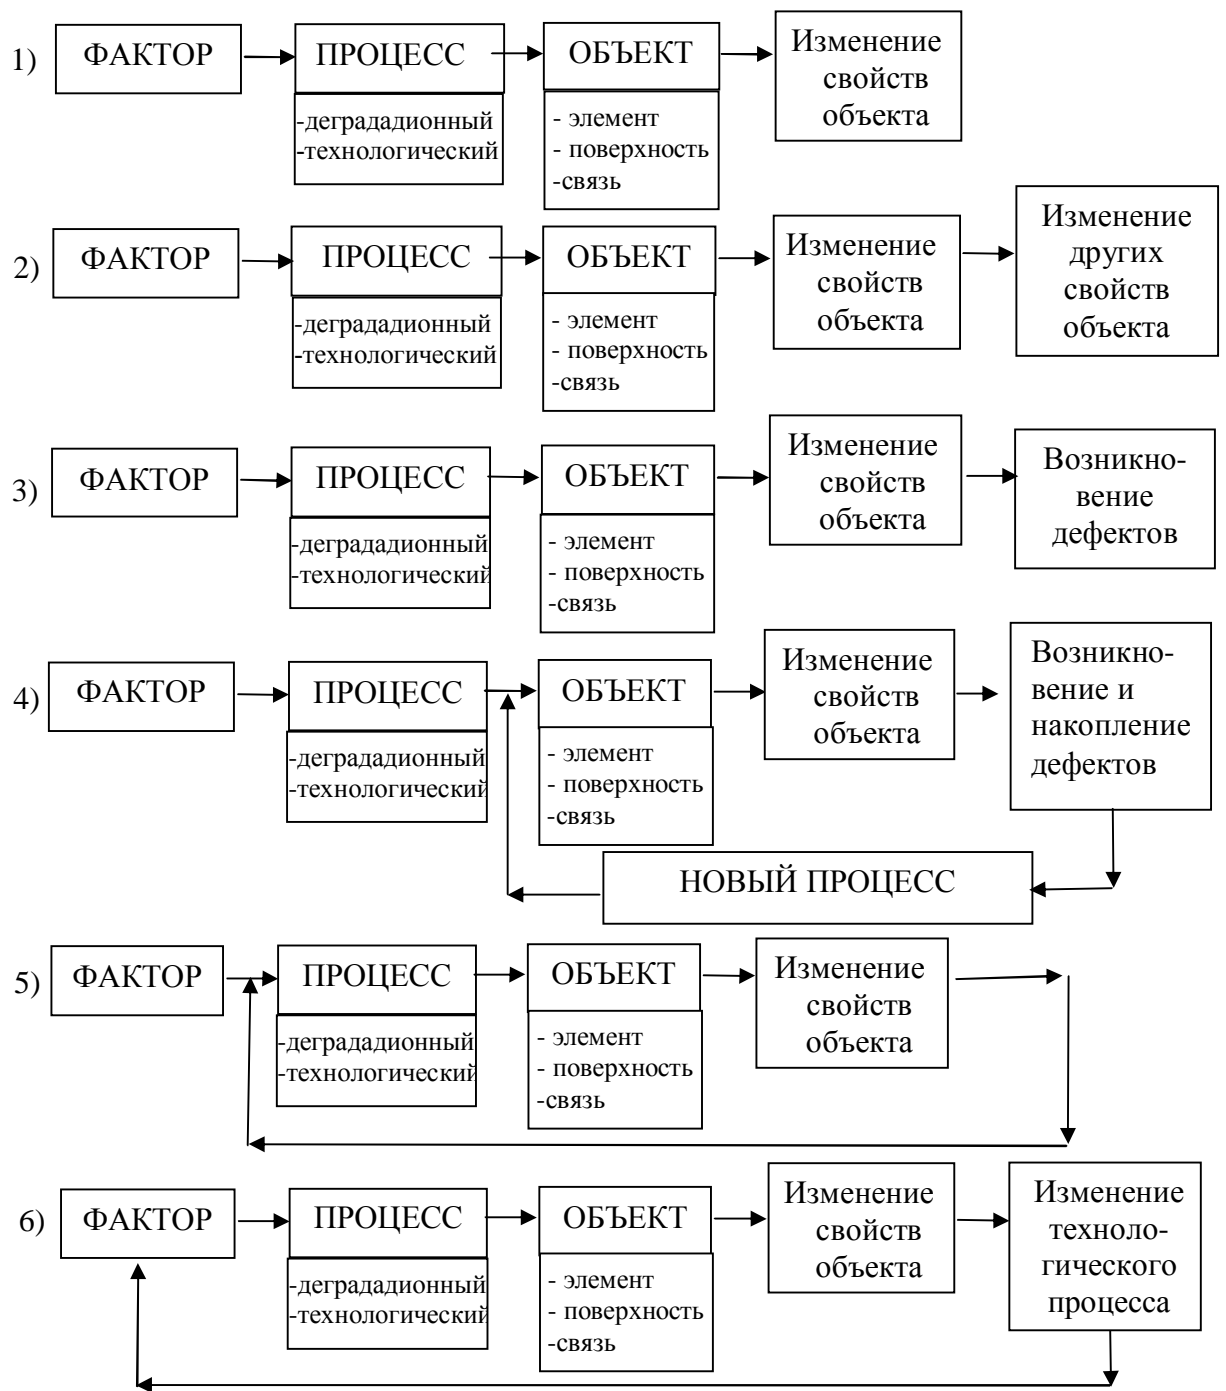 1)
ФАКТОР
ПРОЦЕСС
-деградадионный
-технологический
ОБЪЕКТ
- элемент
- поверхность
-связь
Изменение
свойств
объекта
2)
ФАКТОР
ПРОЦЕСС
-деградадионный
-технологический
ОБЪЕКТ
- элемент
- поверхность
-связь
Изменение
свойств
объекта
Изменение
других
свойств
объекта
3)
ФАКТОР
ПРОЦЕСС
-деградадионный
-технологический
ОБЪЕКТ
- элемент
- поверхность
-связь
Изменение
свойств
объекта
Возникно-
вение
дефектов
4)
ФАКТОР
ПРОЦЕСС
-деградадионный
-технологический
ОБЪЕКТ
- элемент
- поверхность
-связь
Изменение
свойств
объекта
Возникно-
вение и
накопление
дефектов
НОВЫЙ ПРОЦЕСС
5)
ФАКТОР
ПРОЦЕСС
-деградадионный
-технологический
ОБЪЕКТ
- элемент
- поверхность
-связь
Изменение
свойств
объекта
6)
ФАКТОР
ПРОЦЕСС
-деградадионный
-технологический
ОБЪЕКТ
- элемент
- поверхность
-связь
Изменение
свойств
объекта
Изменение
техноло-
гического
процесса